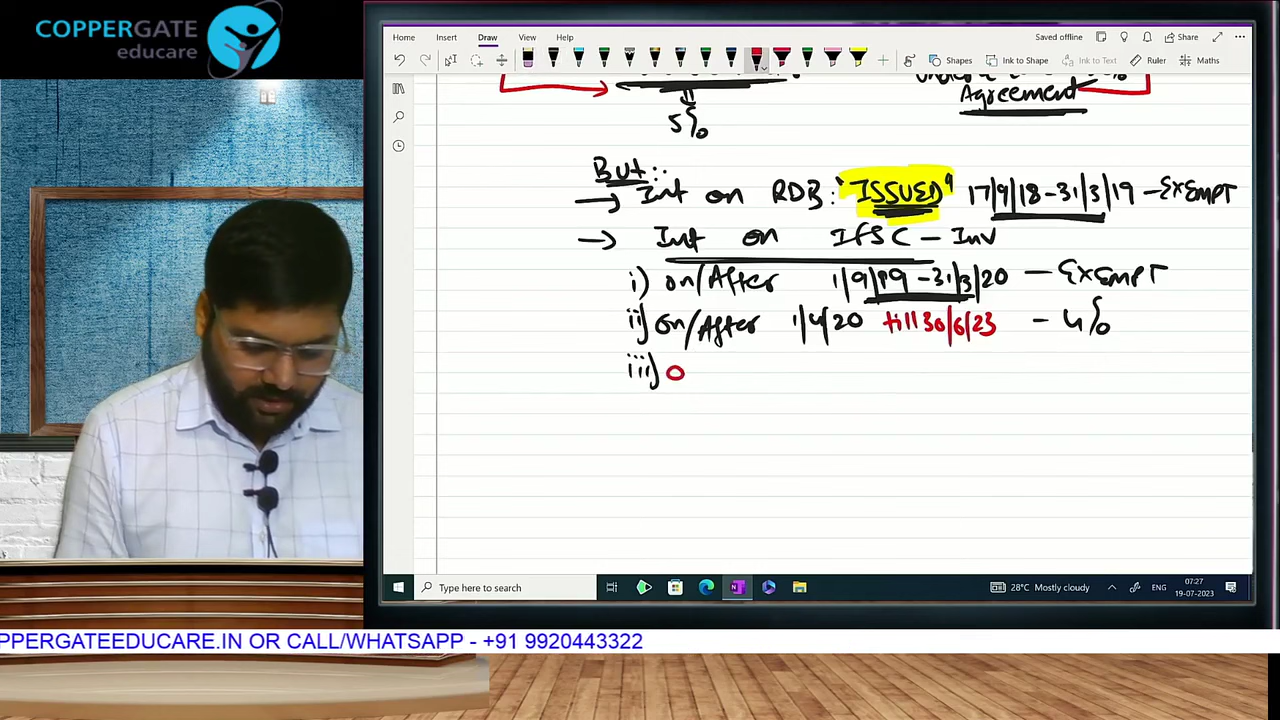 COPPERGATE
educare
Home Insert Draw View Help
Saved offline Share
Shapes Ink to Shape Ink to Text Ruler Maths
Agreement
5%
But:
→ Int on RDB: "ISSUED" 17/9/18-31/3/19 - Exempt
→ Int on IFSC - Inv
i) on/After 1/9/19 - 31/3/20 - Exempt
ii) on/After 1/4/20 till 30/6/23 - 4%
iii) O
Type here to search
28°C Mostly cloudy
ENG
07:27
19-07-2023
PPERGATEEDUCARE.IN OR CALL/WHATSAPP - +91 9920443322